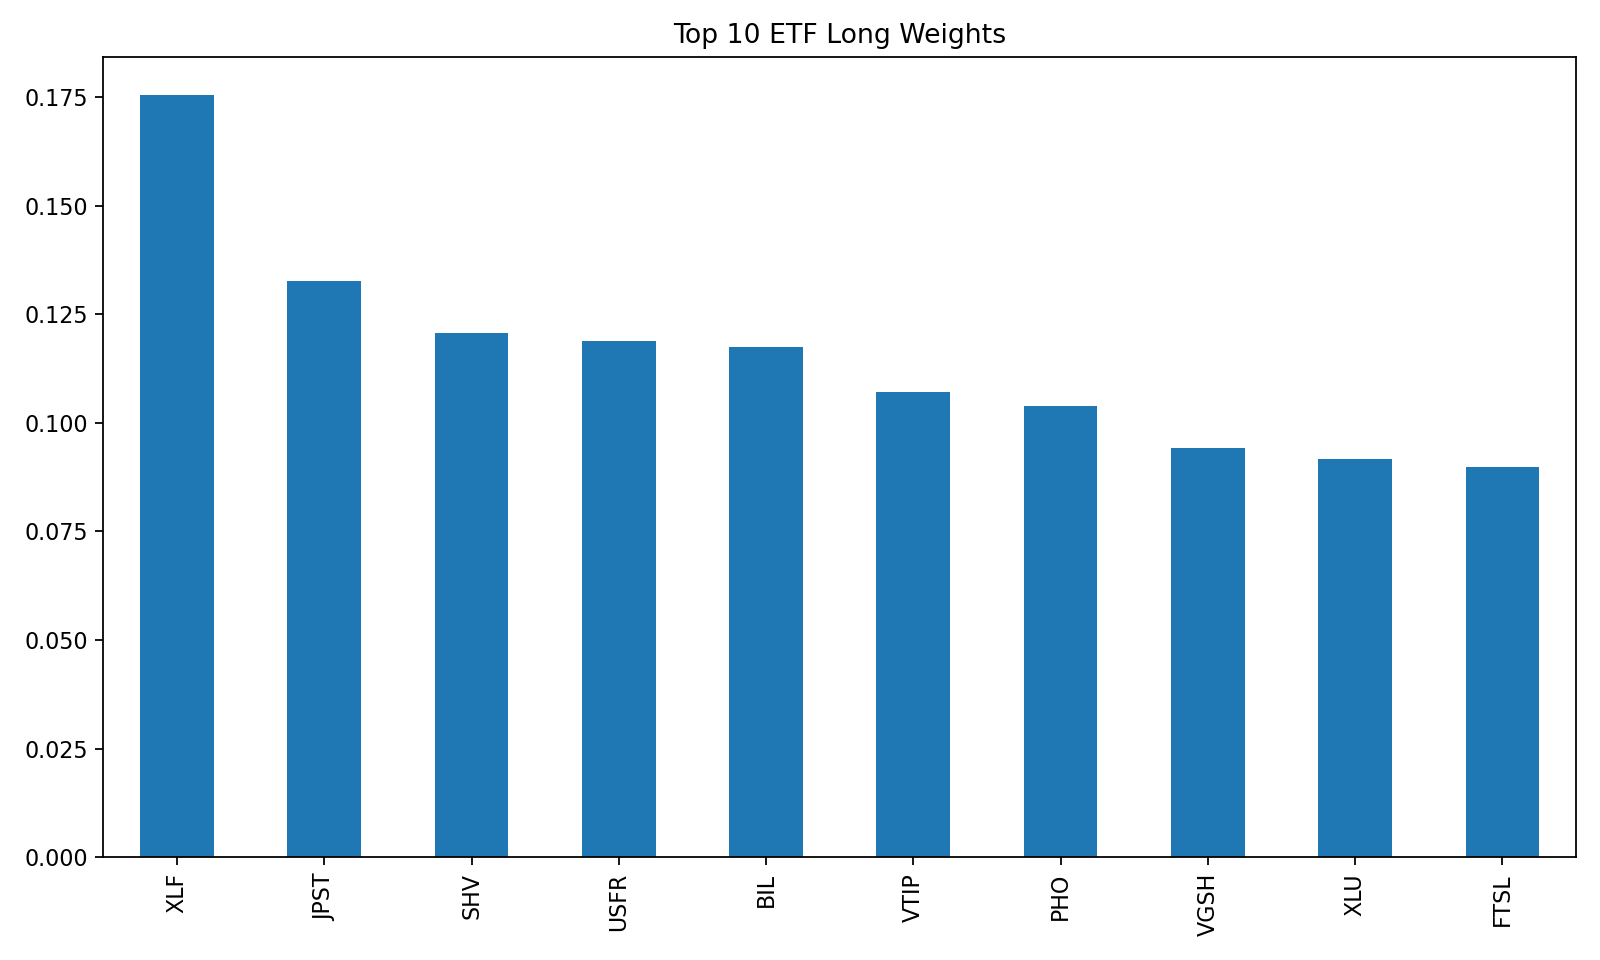 Top 10 ETF Long Weights
0.175
0.150
0.125
0.100
0.075
0.050
0.025
0.000
XLF
JPST
SHV
USFR
BIL
VTIP
PHO
VGSH
XLU
FTSL